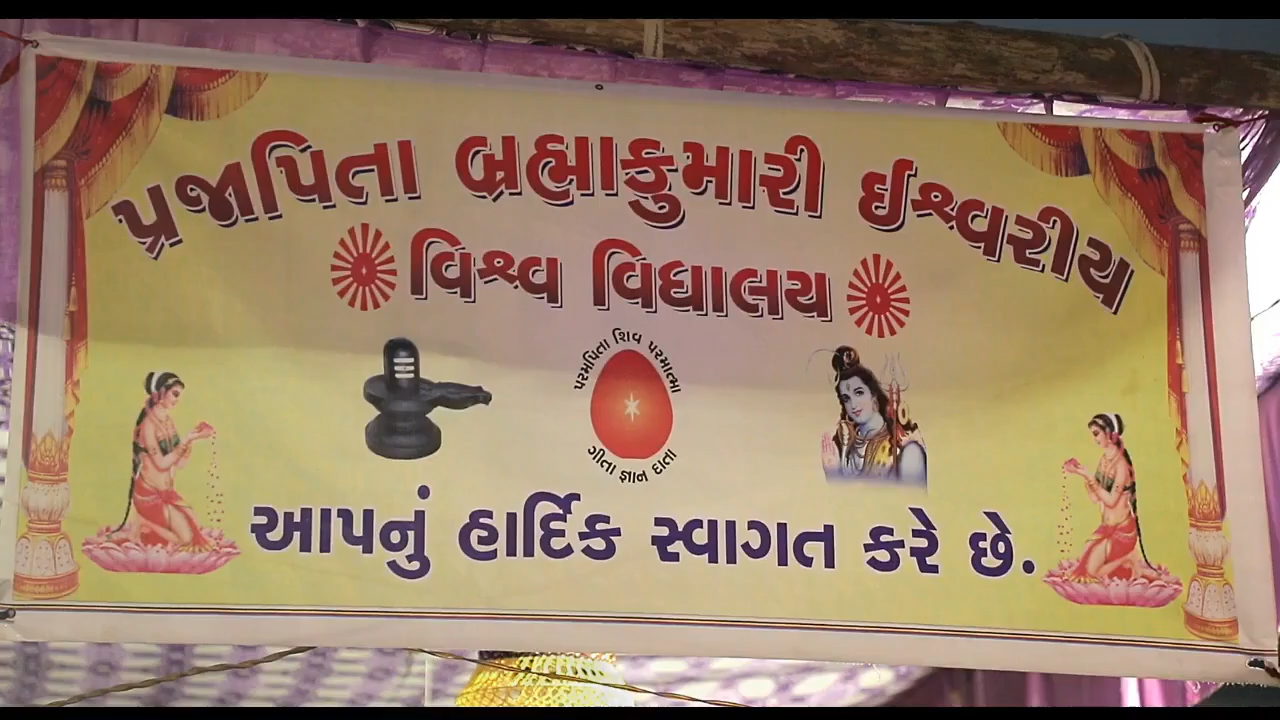 પ્રજાપિતા બ્રહ્માકુમારી ઈશ્વરીય
વિશ્વ વિદ્યાલય
પરમપિતા શિવ પરમાત્મા
ગીતા જ્ઞાન દાતા
આપનું હાર્દિક સ્વાગત કરે છે.